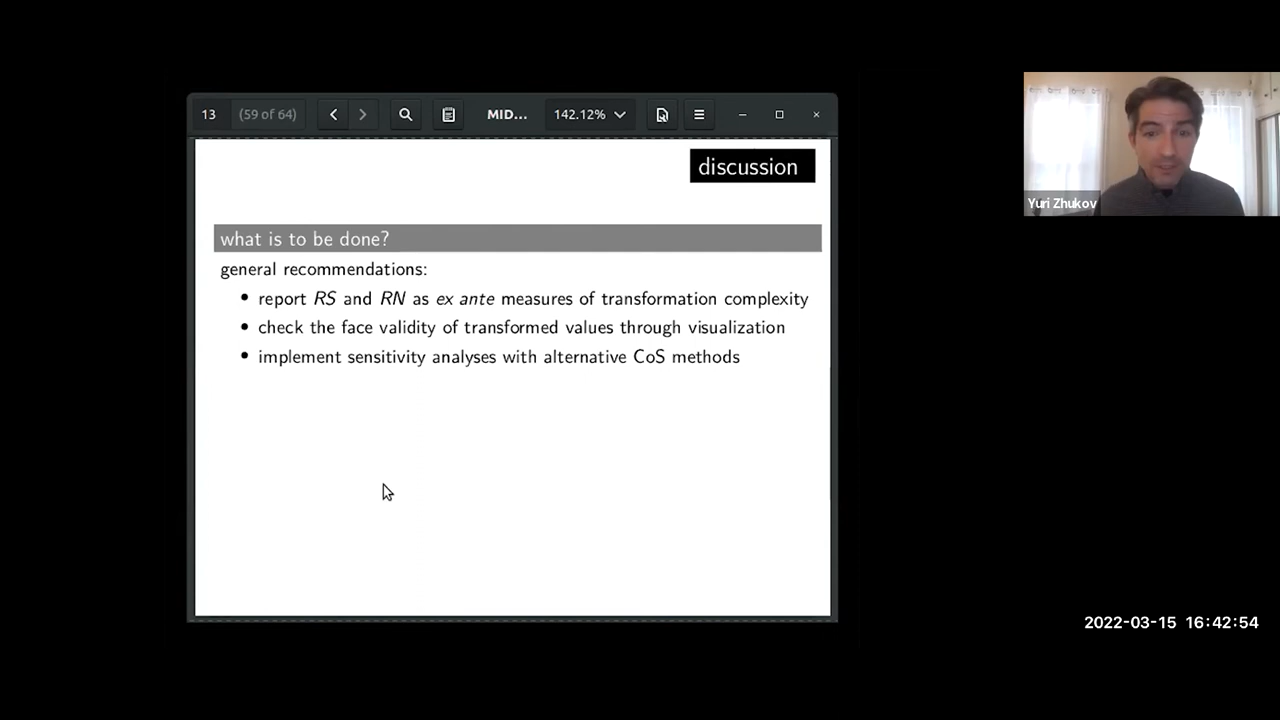 13 (59 of 64) MID... 142.12%
discussion
what is to be done?
general recommendations:
• report RS and RN as ex ante measures of transformation complexity
• check the face validity of transformed values through visualization
• implement sensitivity analyses with alternative CoS methods
Yuri Zhukov
2022-03-15 16:42:54